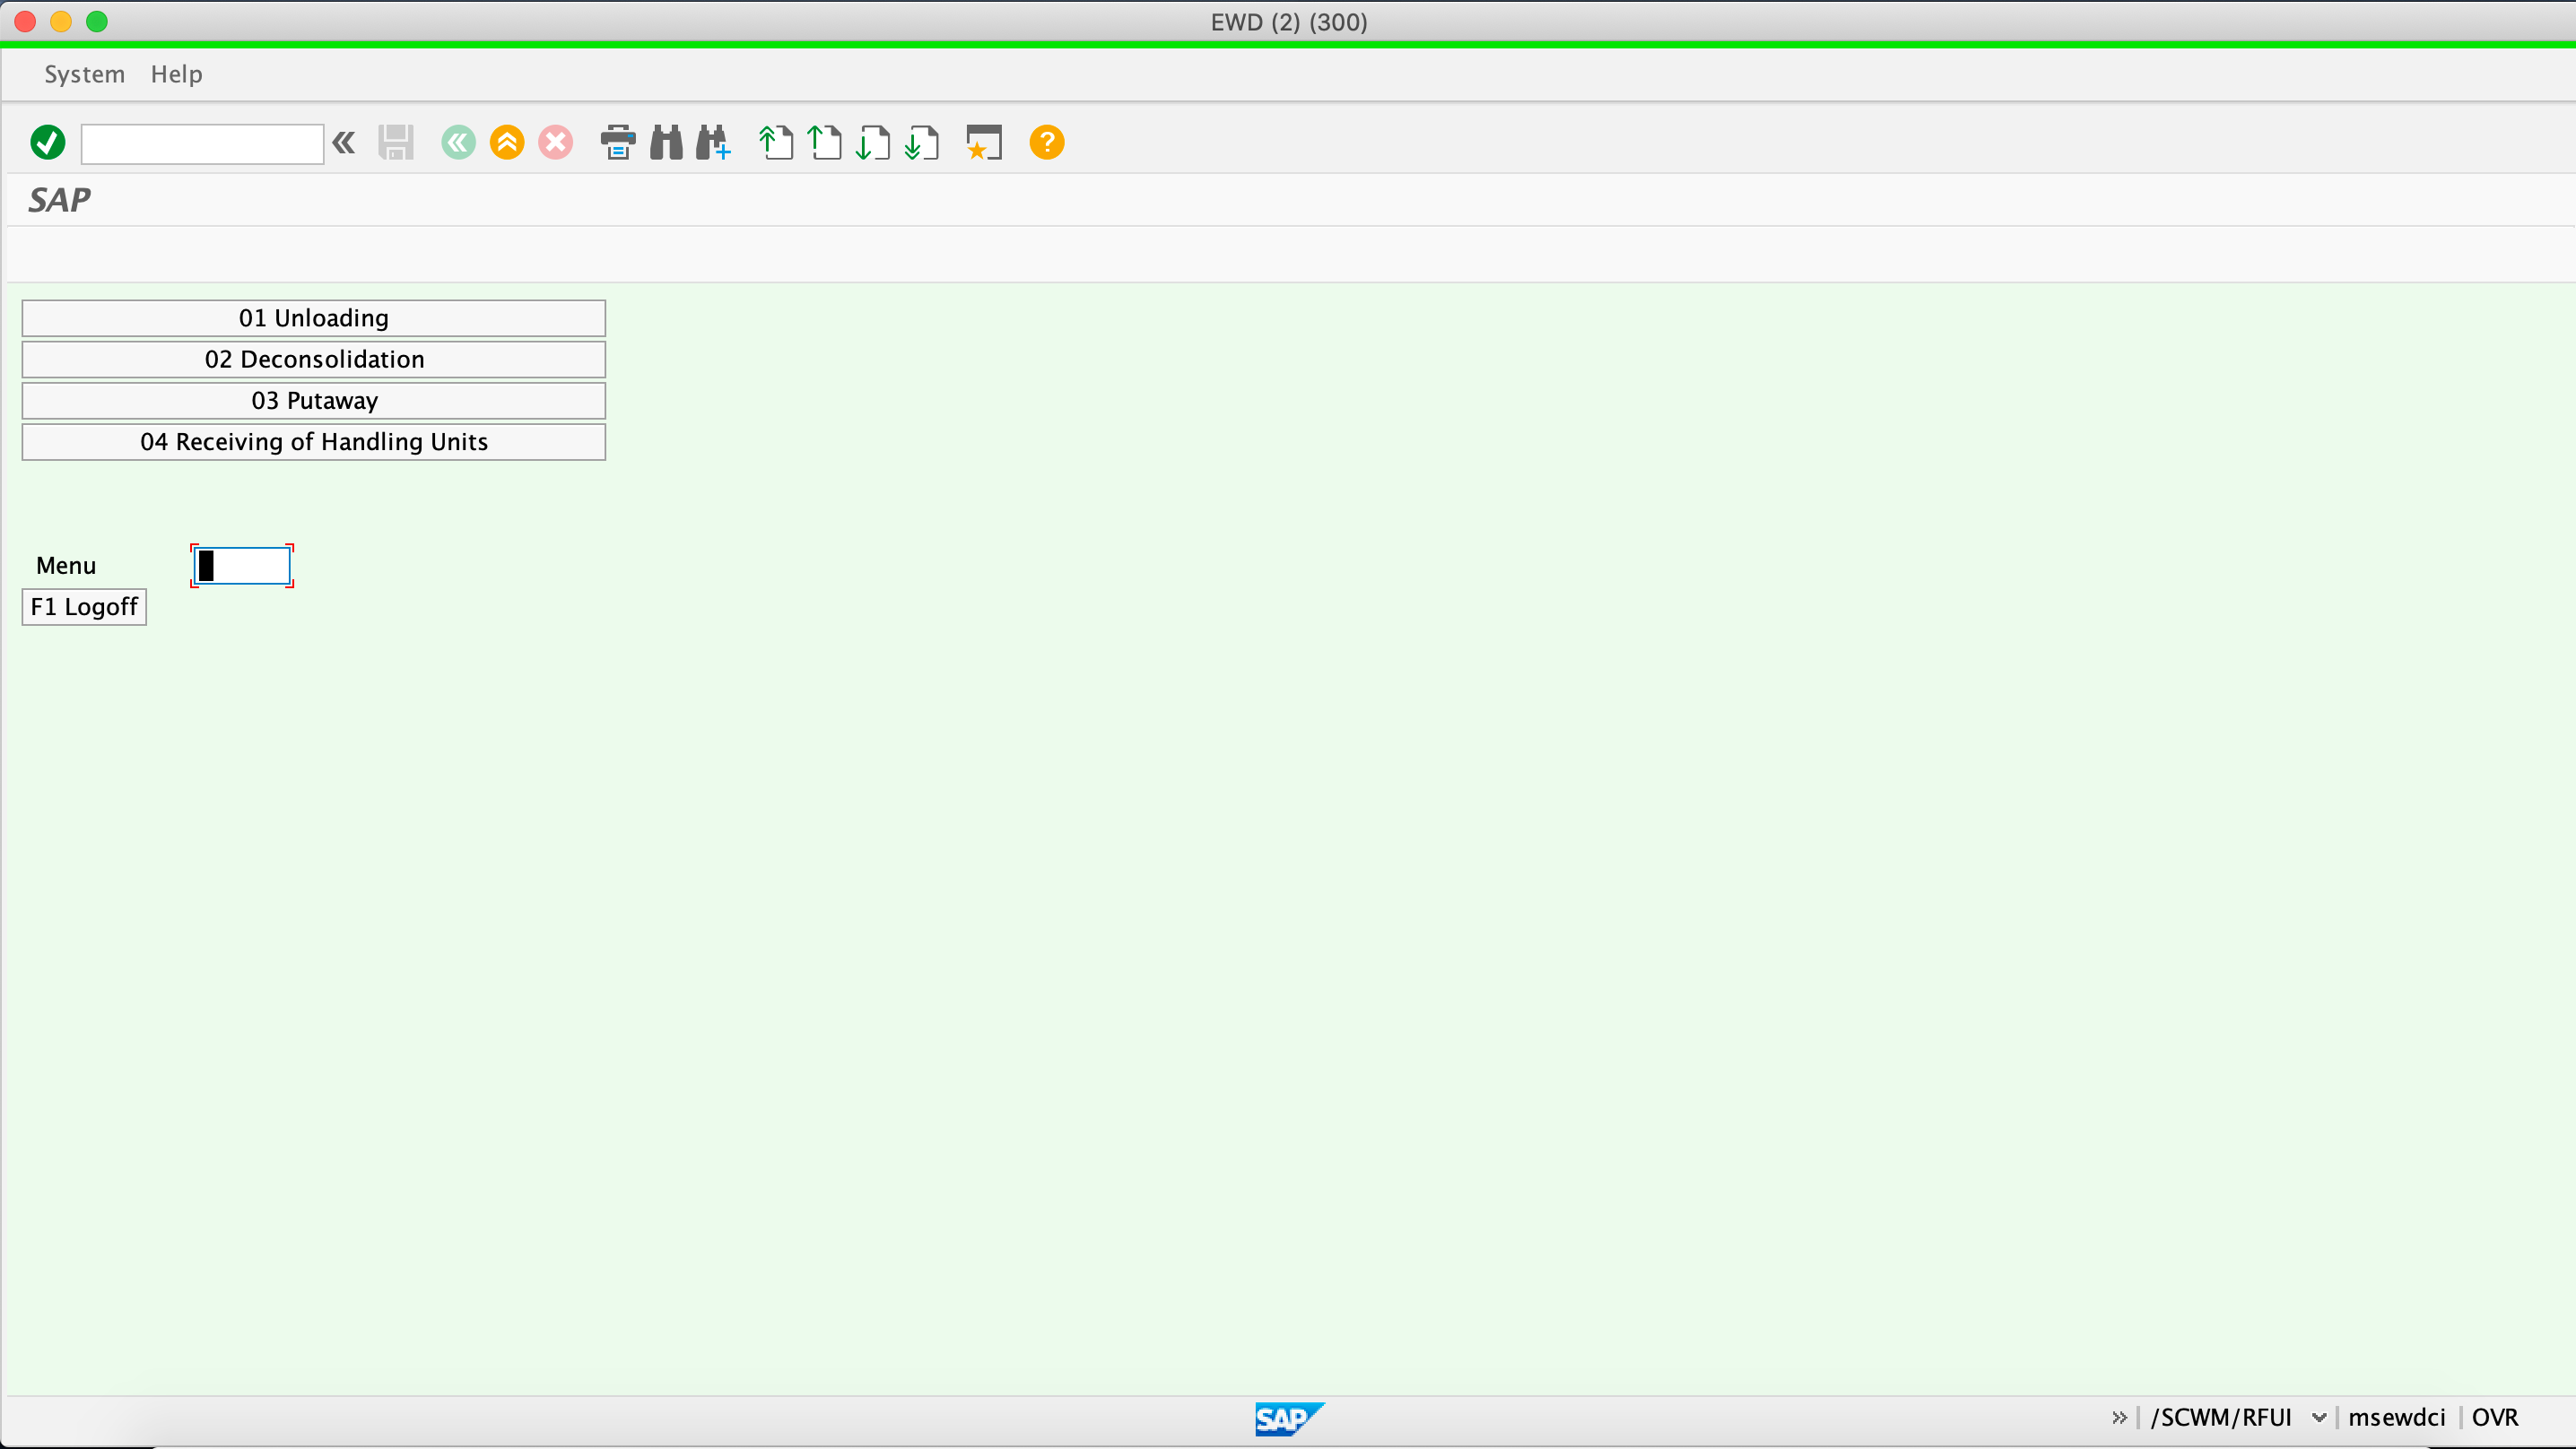 EWD (2) (300)
System Help
SAP
01 Unloading
02 Deconsolidation
03 Putaway
04 Receiving of Handling Units
Menu
F1 Logoff
SAP /SCWM/RFUI msewdci OVR